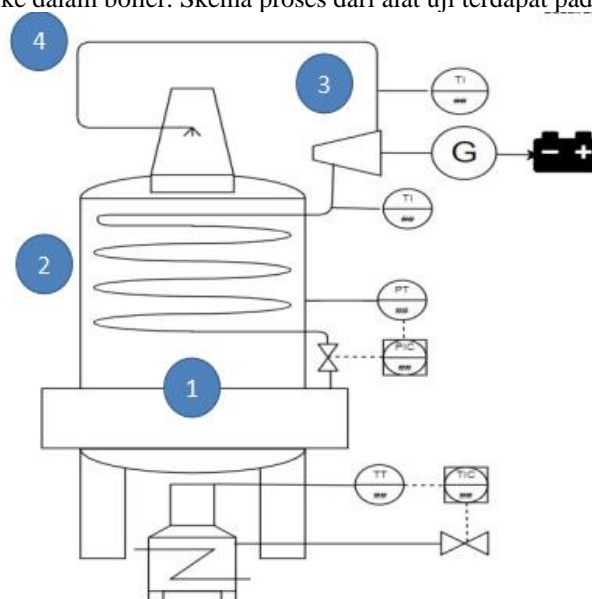 ke dalam boiler. Skema proses dari alat uji terdapat pad
4
3
TI
##
G
- +
TI
##
2
PT
##
PIC
##
1
TT
##
TIC
##